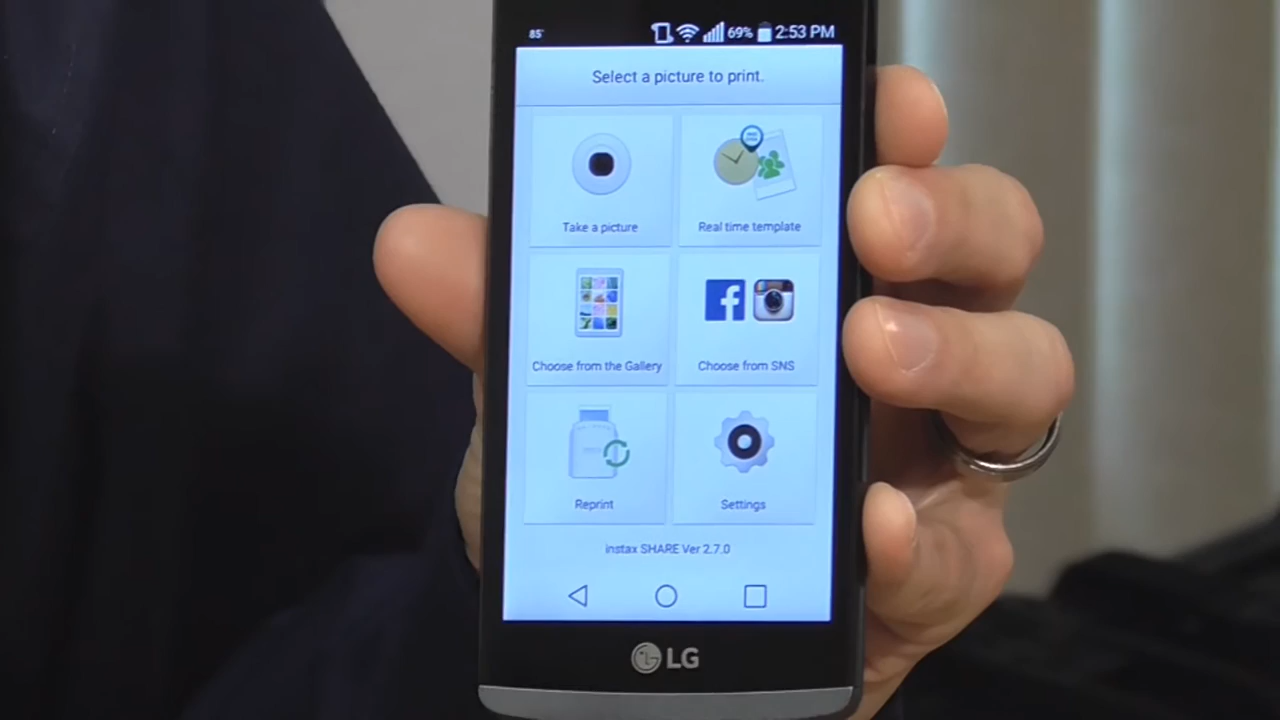 85°
69% 2:53 PM
Select a picture to print.
Take a picture
Real time template
Choose from the Gallery
Choose from SNS
Reprint
Settings
instax SHARE Ver 2.7.0
LG